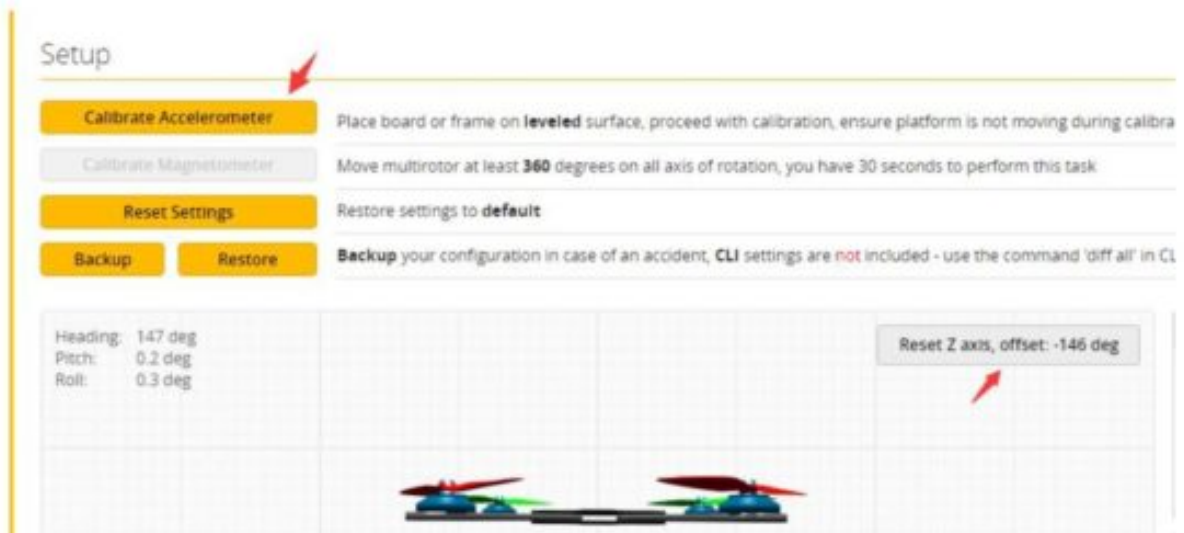 Setup
Calibrate Accelerometer
Place board or frame on leveled surface, proceed with calibration, ensure platform is not moving during calibra
Calibrate Magnetometer
Move multirotor at least 360 degrees on all axis of rotation, you have 30 seconds to perform this task
Reset Settings
Restore settings to default
Backup Restore
Backup your configuration in case of an accident, CLI settings are not included - use the command 'diff all' in CL
Heading: 147 deg
Pitch: 0.2 deg
Roll: 0.3 deg
Reset Z axis, offset: -146 deg